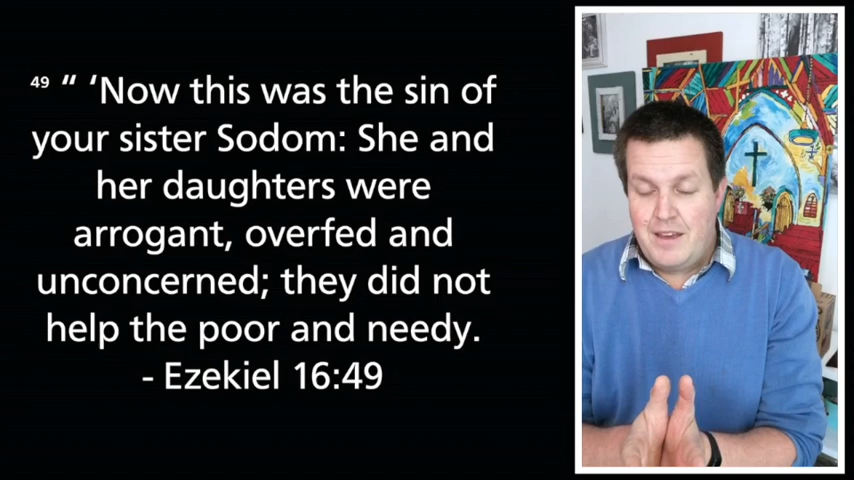 49 “ ‘Now this was the sin of
your sister Sodom: She and
her daughters were
arrogant, overfed and
unconcerned; they did not
help the poor and needy.
- Ezekiel 16:49